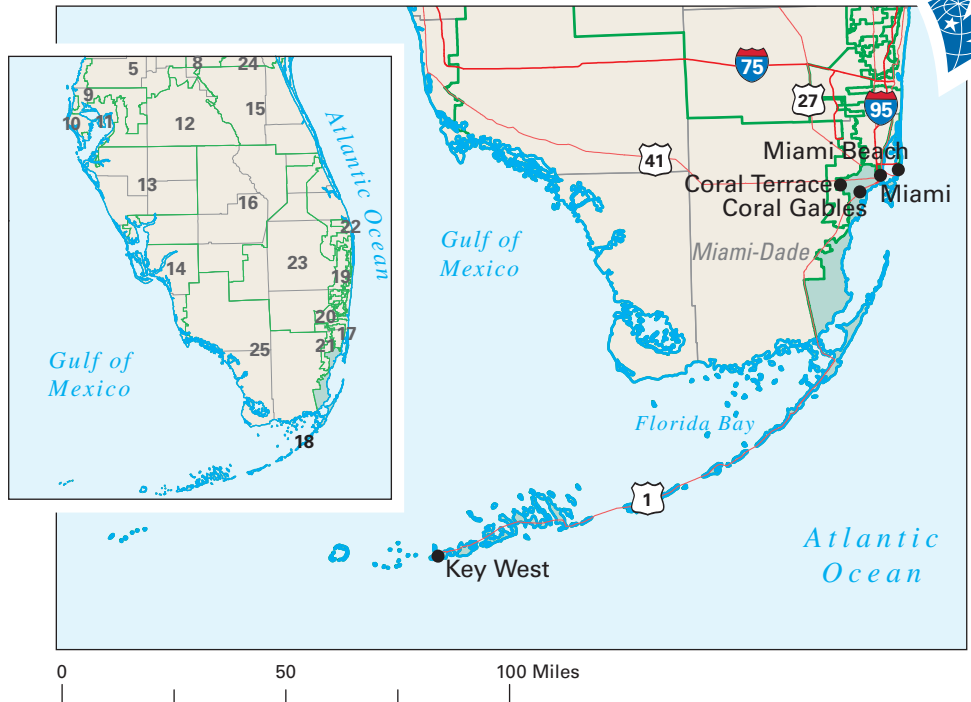 5
8
24
9
10
11
12
15
13
16
14
22
23
19
20
17
21
25
18
Atlantic Ocean
Gulf of
Mexico
75
27
95
41
Miami Beach
Coral Terrace
Miami
Coral Gables
Miami-Dade
Gulf of
Mexico
Florida Bay
1
Key West
Atlantic
Ocean
0
50
100 Miles